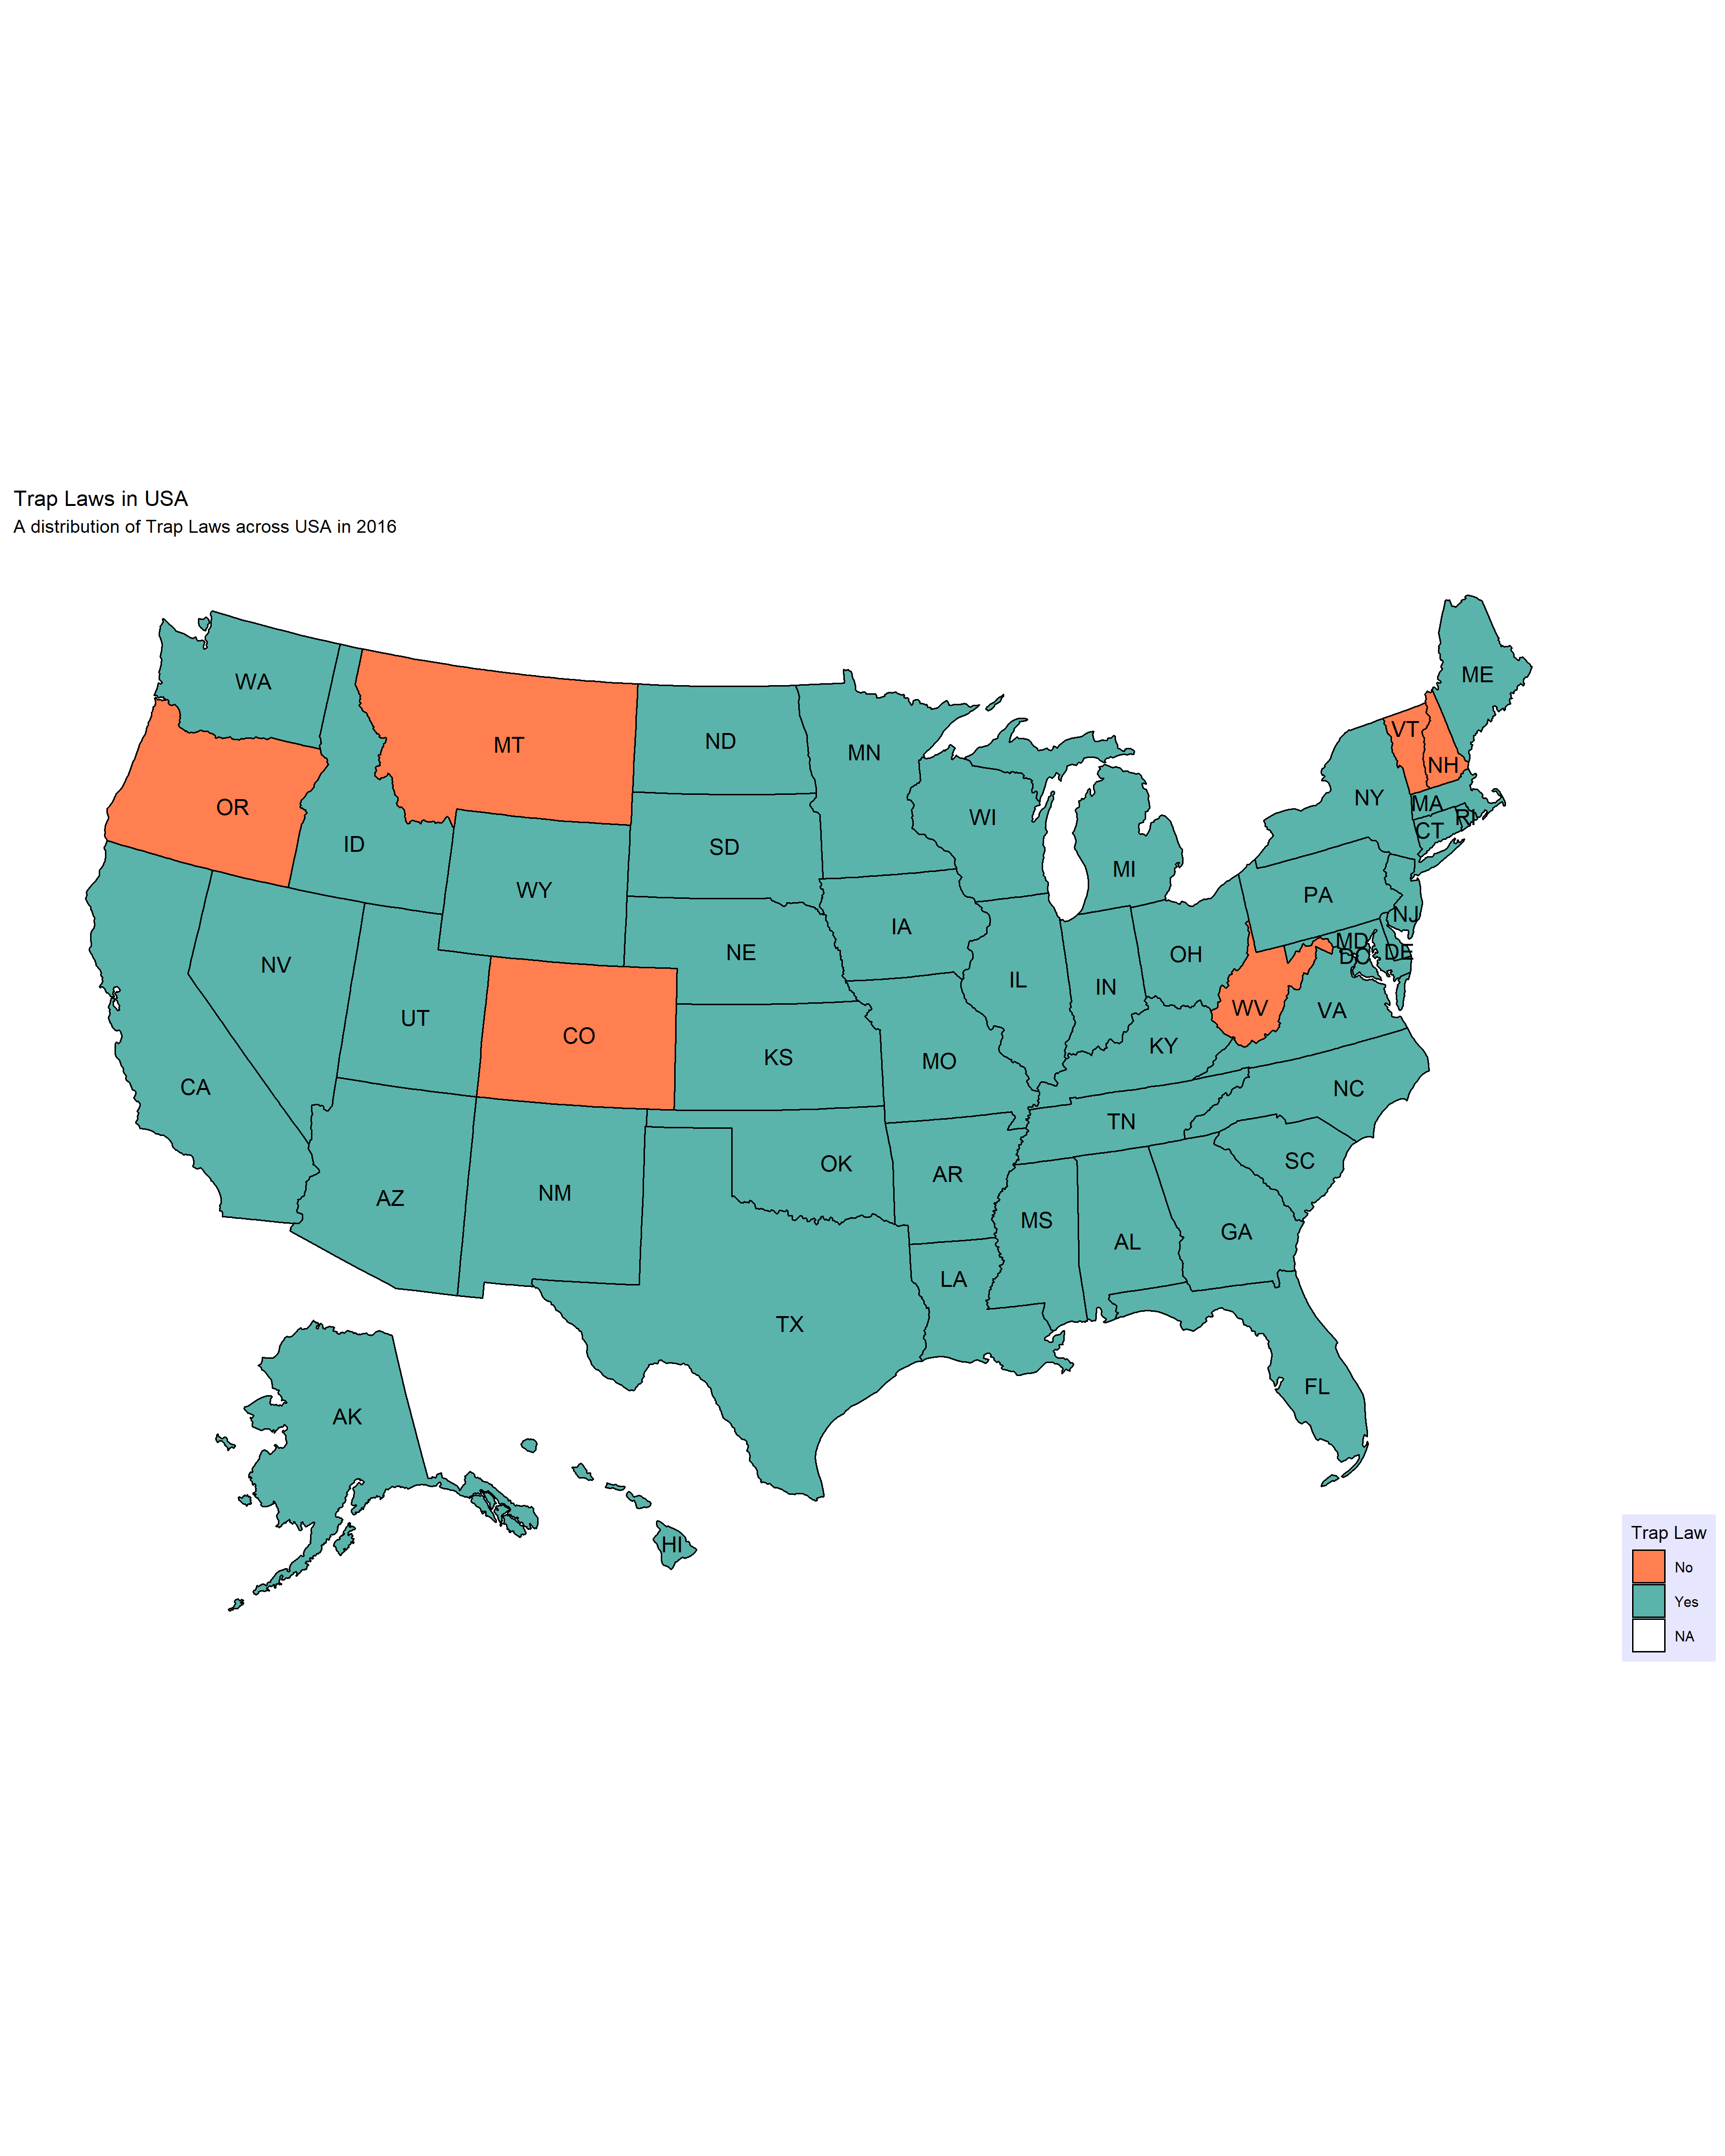 Trap Laws in USA
A distribution of Trap Laws across USA in 2016
ME
WA
VT
ND
MT
MN
NH
NY
MA
OR
WI
RI
CT
ID
SD
MI
WY
PA
NJ
IA
MD
NE
DE
OH
DC
NV
IL
IN
WV
VA
UT
CO
KY
KS
MO
CA
NC
TN
SC
OK
AR
NM
AZ
MS
GA
AL
LA
TX
FL
AK
HI
Trap Law
No
Yes
NA